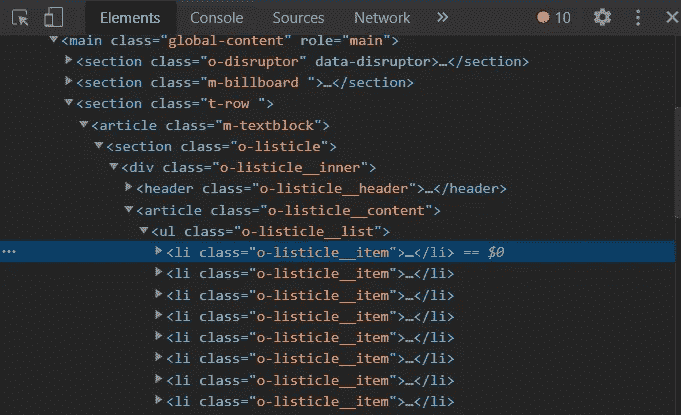 Elements Console Sources Network » 10
<main class="global-content" role="main">
<section class="o-disruptor" data-disruptor>…</section>
<section class="m-billboard ">…</section>
<section class="t-row ">
<article class="m-textblock">
<section class="o-listicle">
<div class="o-listicle__inner">
<header class="o-listicle__header">…</header>
<article class="o-listicle__content">
<ul class="o-listicle__list">
… <li class="o-listicle__item">…</li> == $0
<li class="o-listicle__item">…</li>
<li class="o-listicle__item">…</li>
<li class="o-listicle__item">…</li>
<li class="o-listicle__item">…</li>
<li class="o-listicle__item">…</li>
<li class="o-listicle__item">…</li>
<li class="o-listicle__item">…</li>